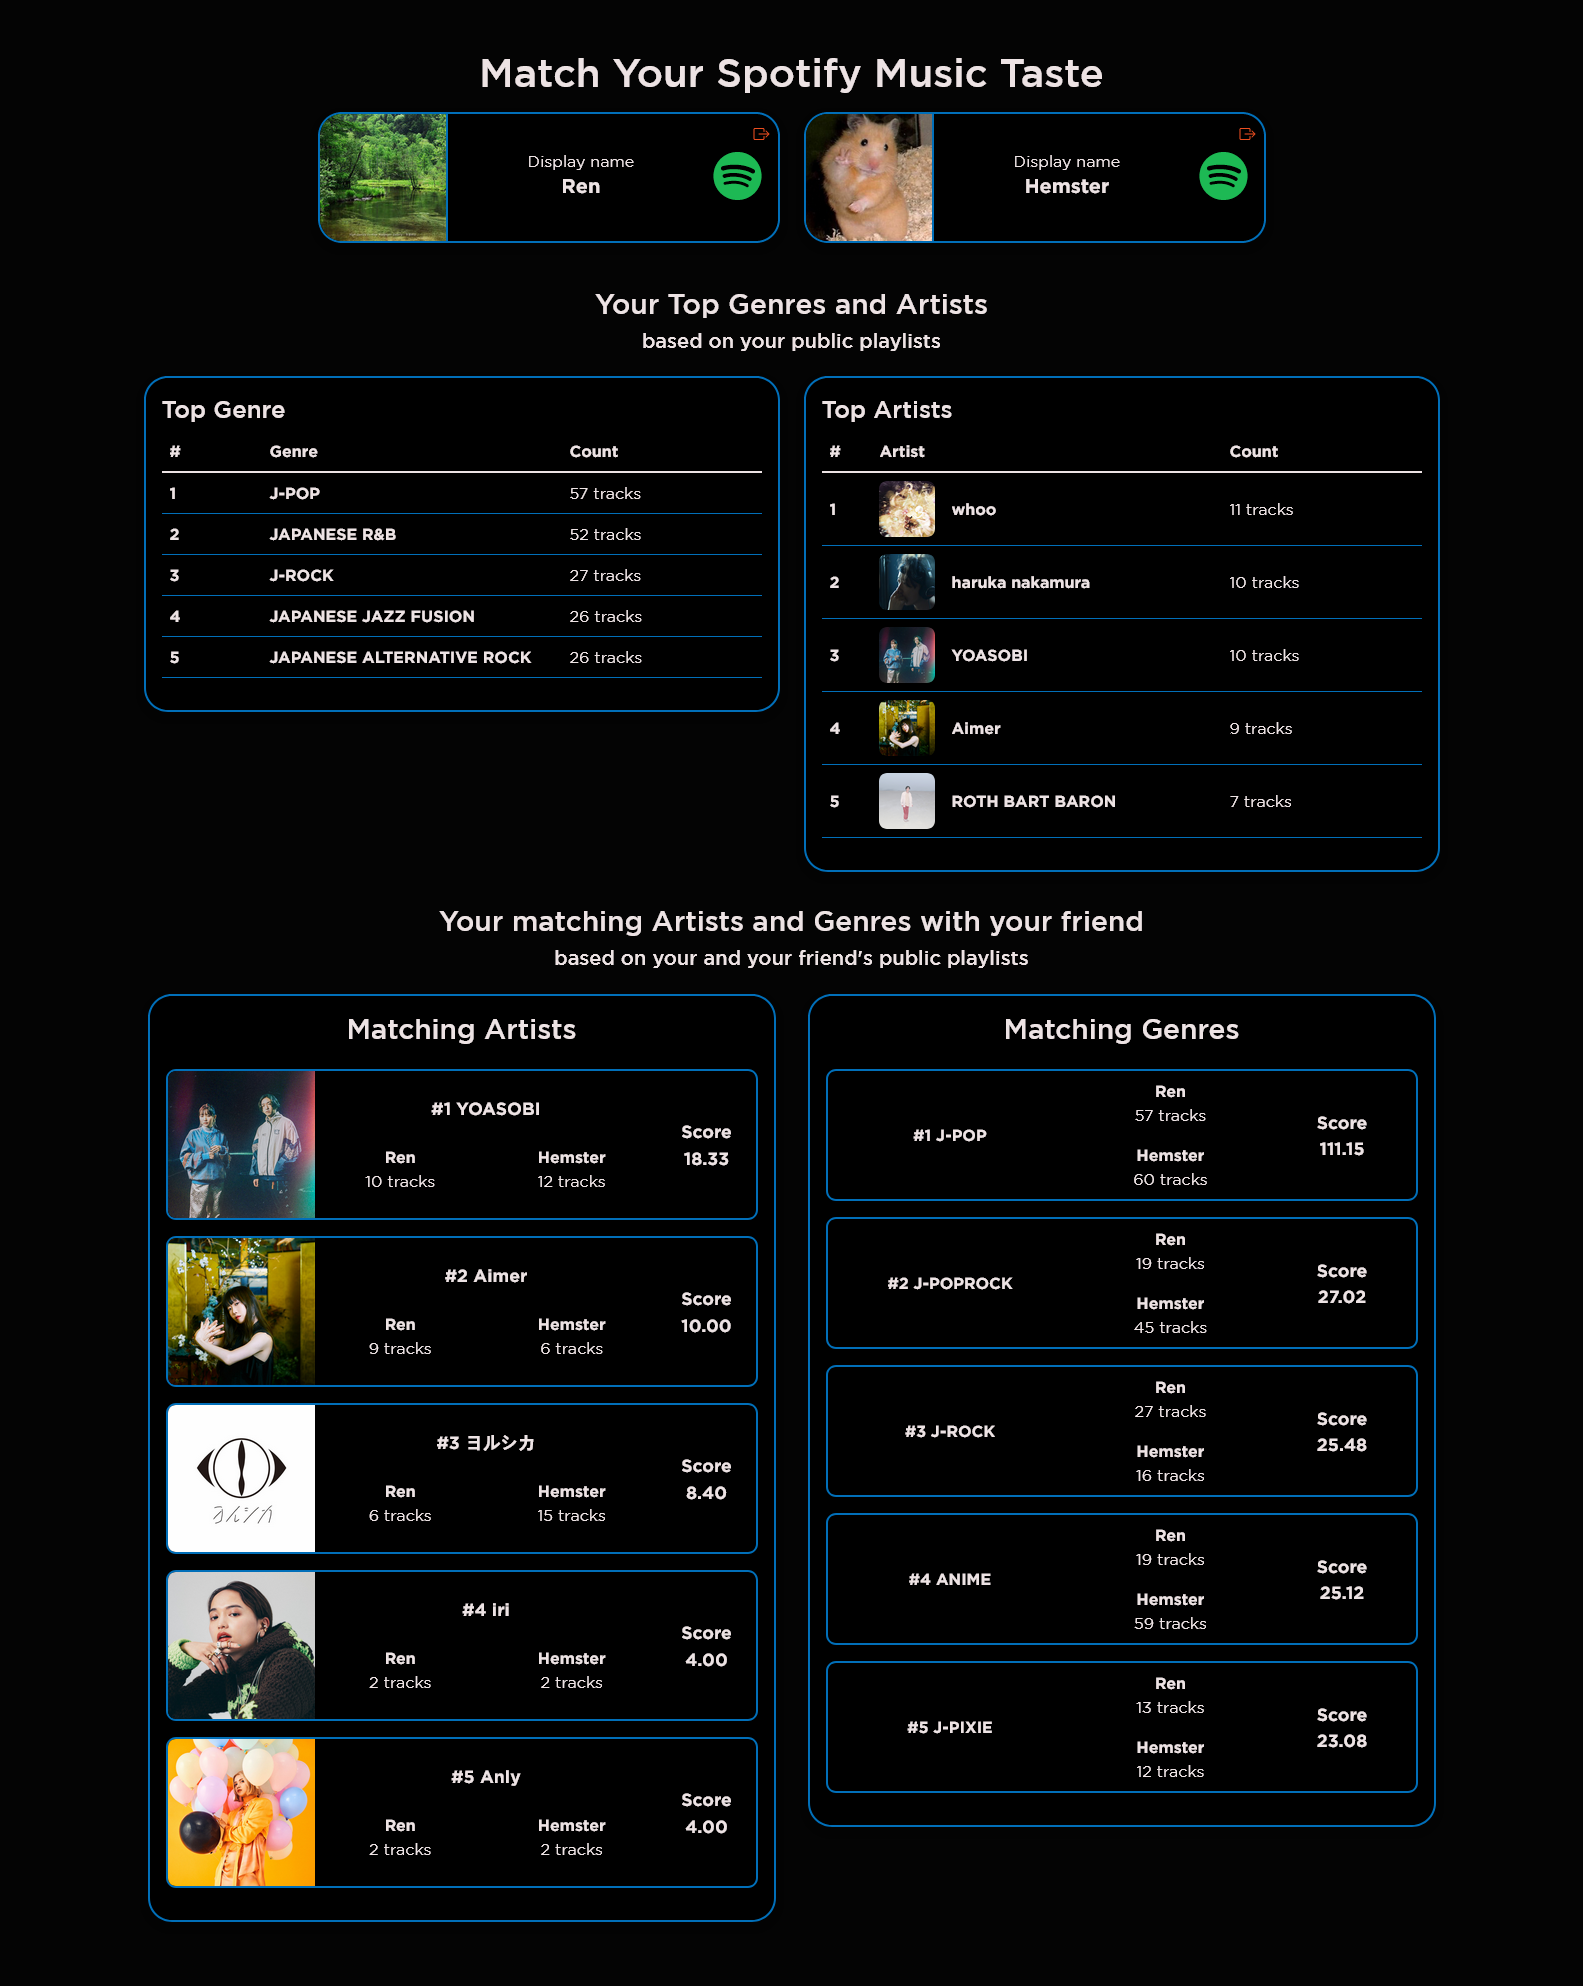 Match Your Spotify Music Taste
Display name
Ren
Display name
Hemster
Your Top Genres and Artists
based on your public playlists
Top Genre
# Genre Count
1 J-POP 57 tracks
2 JAPANESE R&B 52 tracks
3 J-ROCK 27 tracks
4 JAPANESE JAZZ FUSION 26 tracks
5 JAPANESE ALTERNATIVE ROCK 26 tracks
Top Artists
# Artist Count
1 whoo 11 tracks
2 haruka nakamura 10 tracks
3 YOASOBI 10 tracks
4 Aimer 9 tracks
5 ROTH BART BARON 7 tracks
Your matching Artists and Genres with your friend
based on your and your friend's public playlists
Matching Artists
#1 YOASOBI
Ren Hemster
10 tracks 12 tracks
Score
18.33
#2 Aimer
Ren Hemster
9 tracks 6 tracks
Score
10.00
ヨルシカ
#3 ヨルシカ
Ren Hemster
6 tracks 15 tracks
Score
8.40
#4 iri
Ren Hemster
2 tracks 2 tracks
Score
4.00
#5 Anly
Ren Hemster
2 tracks 2 tracks
Score
4.00
Matching Genres
#1 J-POP
Ren
57 tracks
Hemster
60 tracks
Score
111.15
#2 J-POPROCK
Ren
19 tracks
Hemster
45 tracks
Score
27.02
#3 J-ROCK
Ren
27 tracks
Hemster
16 tracks
Score
25.48
#4 ANIME
Ren
19 tracks
Hemster
59 tracks
Score
25.12
#5 J-PIXIE
Ren
13 tracks
Hemster
12 tracks
Score
23.08